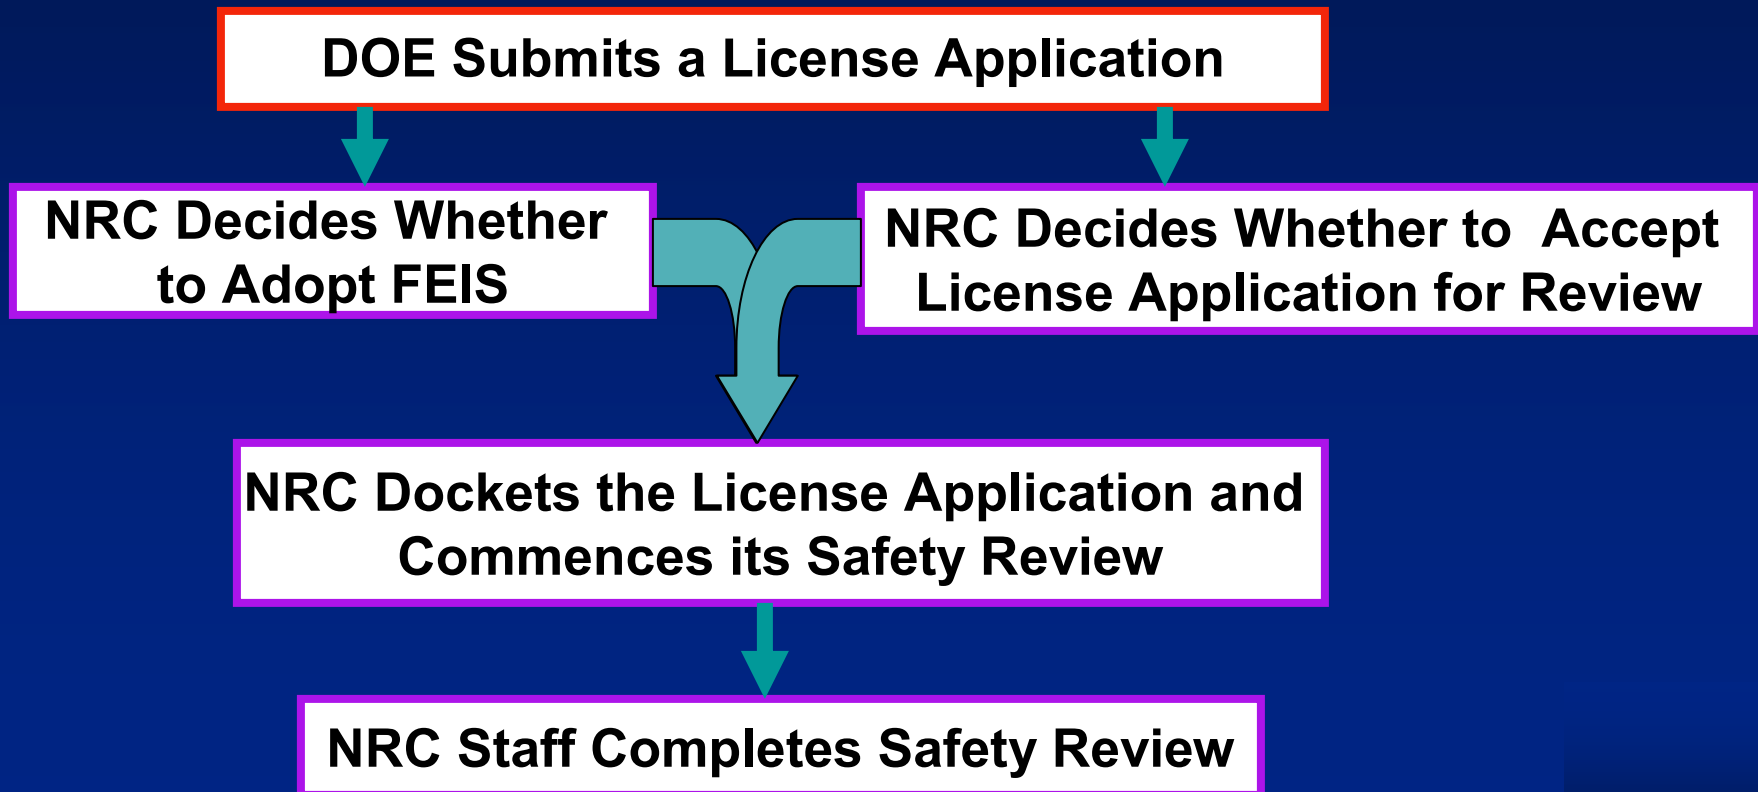 DOE Submits a License Application
NRC Decides Whether
to Adopt FEIS
NRC Decides Whether to  Accept
License Application for Review
NRC Dockets the License Application and
Commences its Safety Review
NRC Staff Completes Safety Review